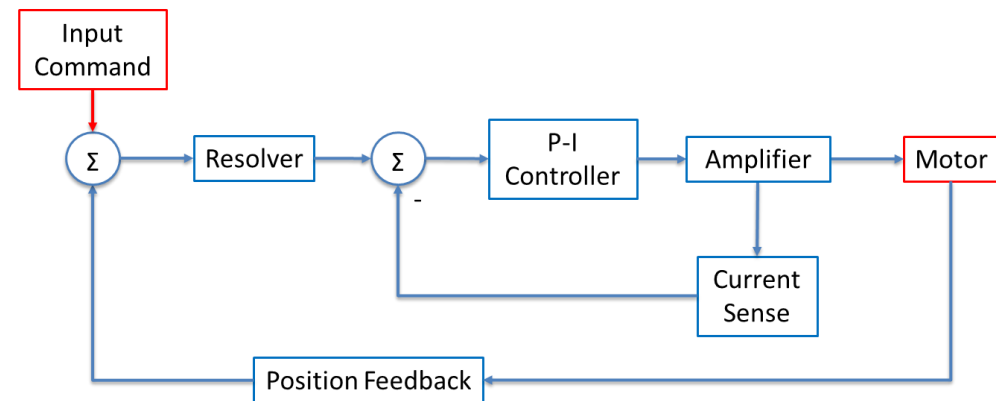 Input
Command
Σ
Resolver
Σ
P-I
Controller
Amplifier
Motor
-
Current
Sense
Position Feedback